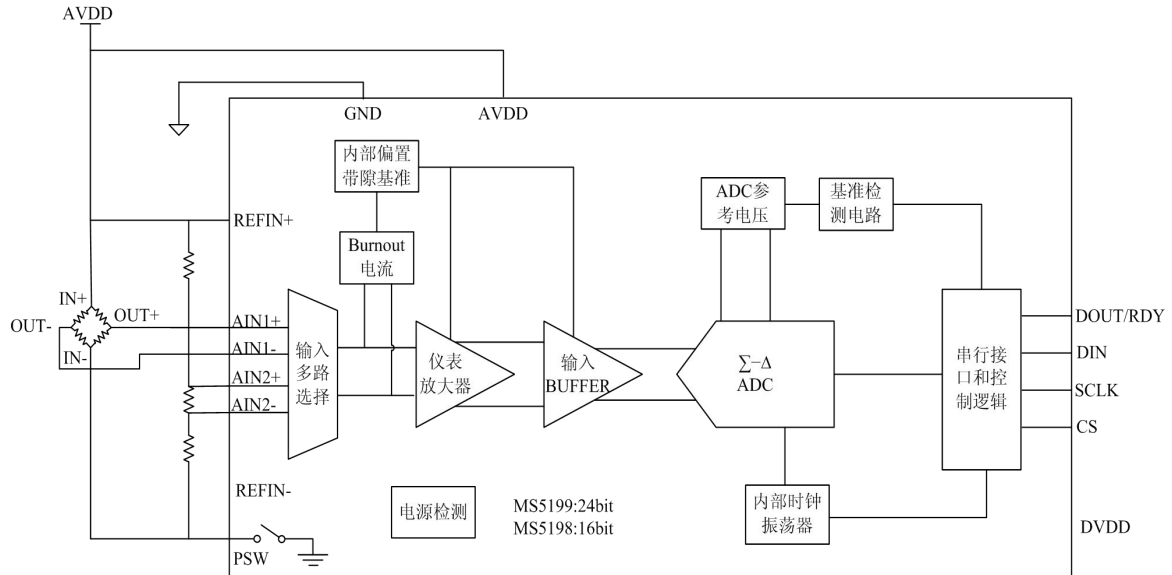 AVDD
GND
AVDD
内部偏置
带隙基准
ADC参
考电压
基准检
测电路
REFIN+
Burnout
电流
IN+
OUT+
OUT-
IN-
AIN1+
AIN1-
AIN2+
AIN2-
输入
多路
选择
仪表
放大器
输入
BUFFER
∑-Δ
ADC
串行接
口和控
制逻辑
DOUT/RDY
DIN
SCLK
CS
REFIN-
PSW
电源检测
MS5199:24bit
MS5198:16bit
内部时钟
振荡器
DVDD